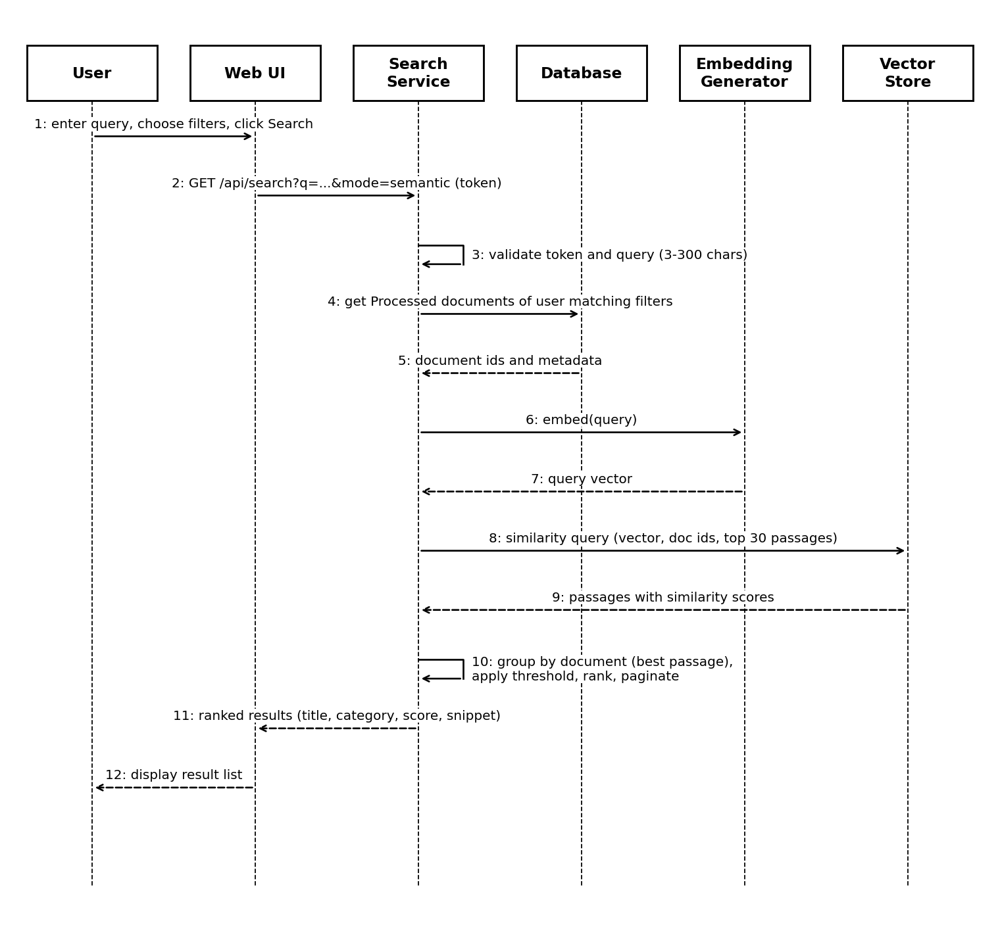 User
Web UI
Search
Service
Database
Embedding
Generator
Vector
Store
1: enter query, choose filters, click Search
2: GET /api/search?q=...&mode=semantic (token)
3: validate token and query (3-300 chars)
4: get Processed documents of user matching filters
5: document ids and metadata
6: embed(query)
7: query vector
8: similarity query (vector, doc ids, top 30 passages)
9: passages with similarity scores
10: group by document (best passage),
apply threshold, rank, paginate
11: ranked results (title, category, score, snippet)
12: display result list